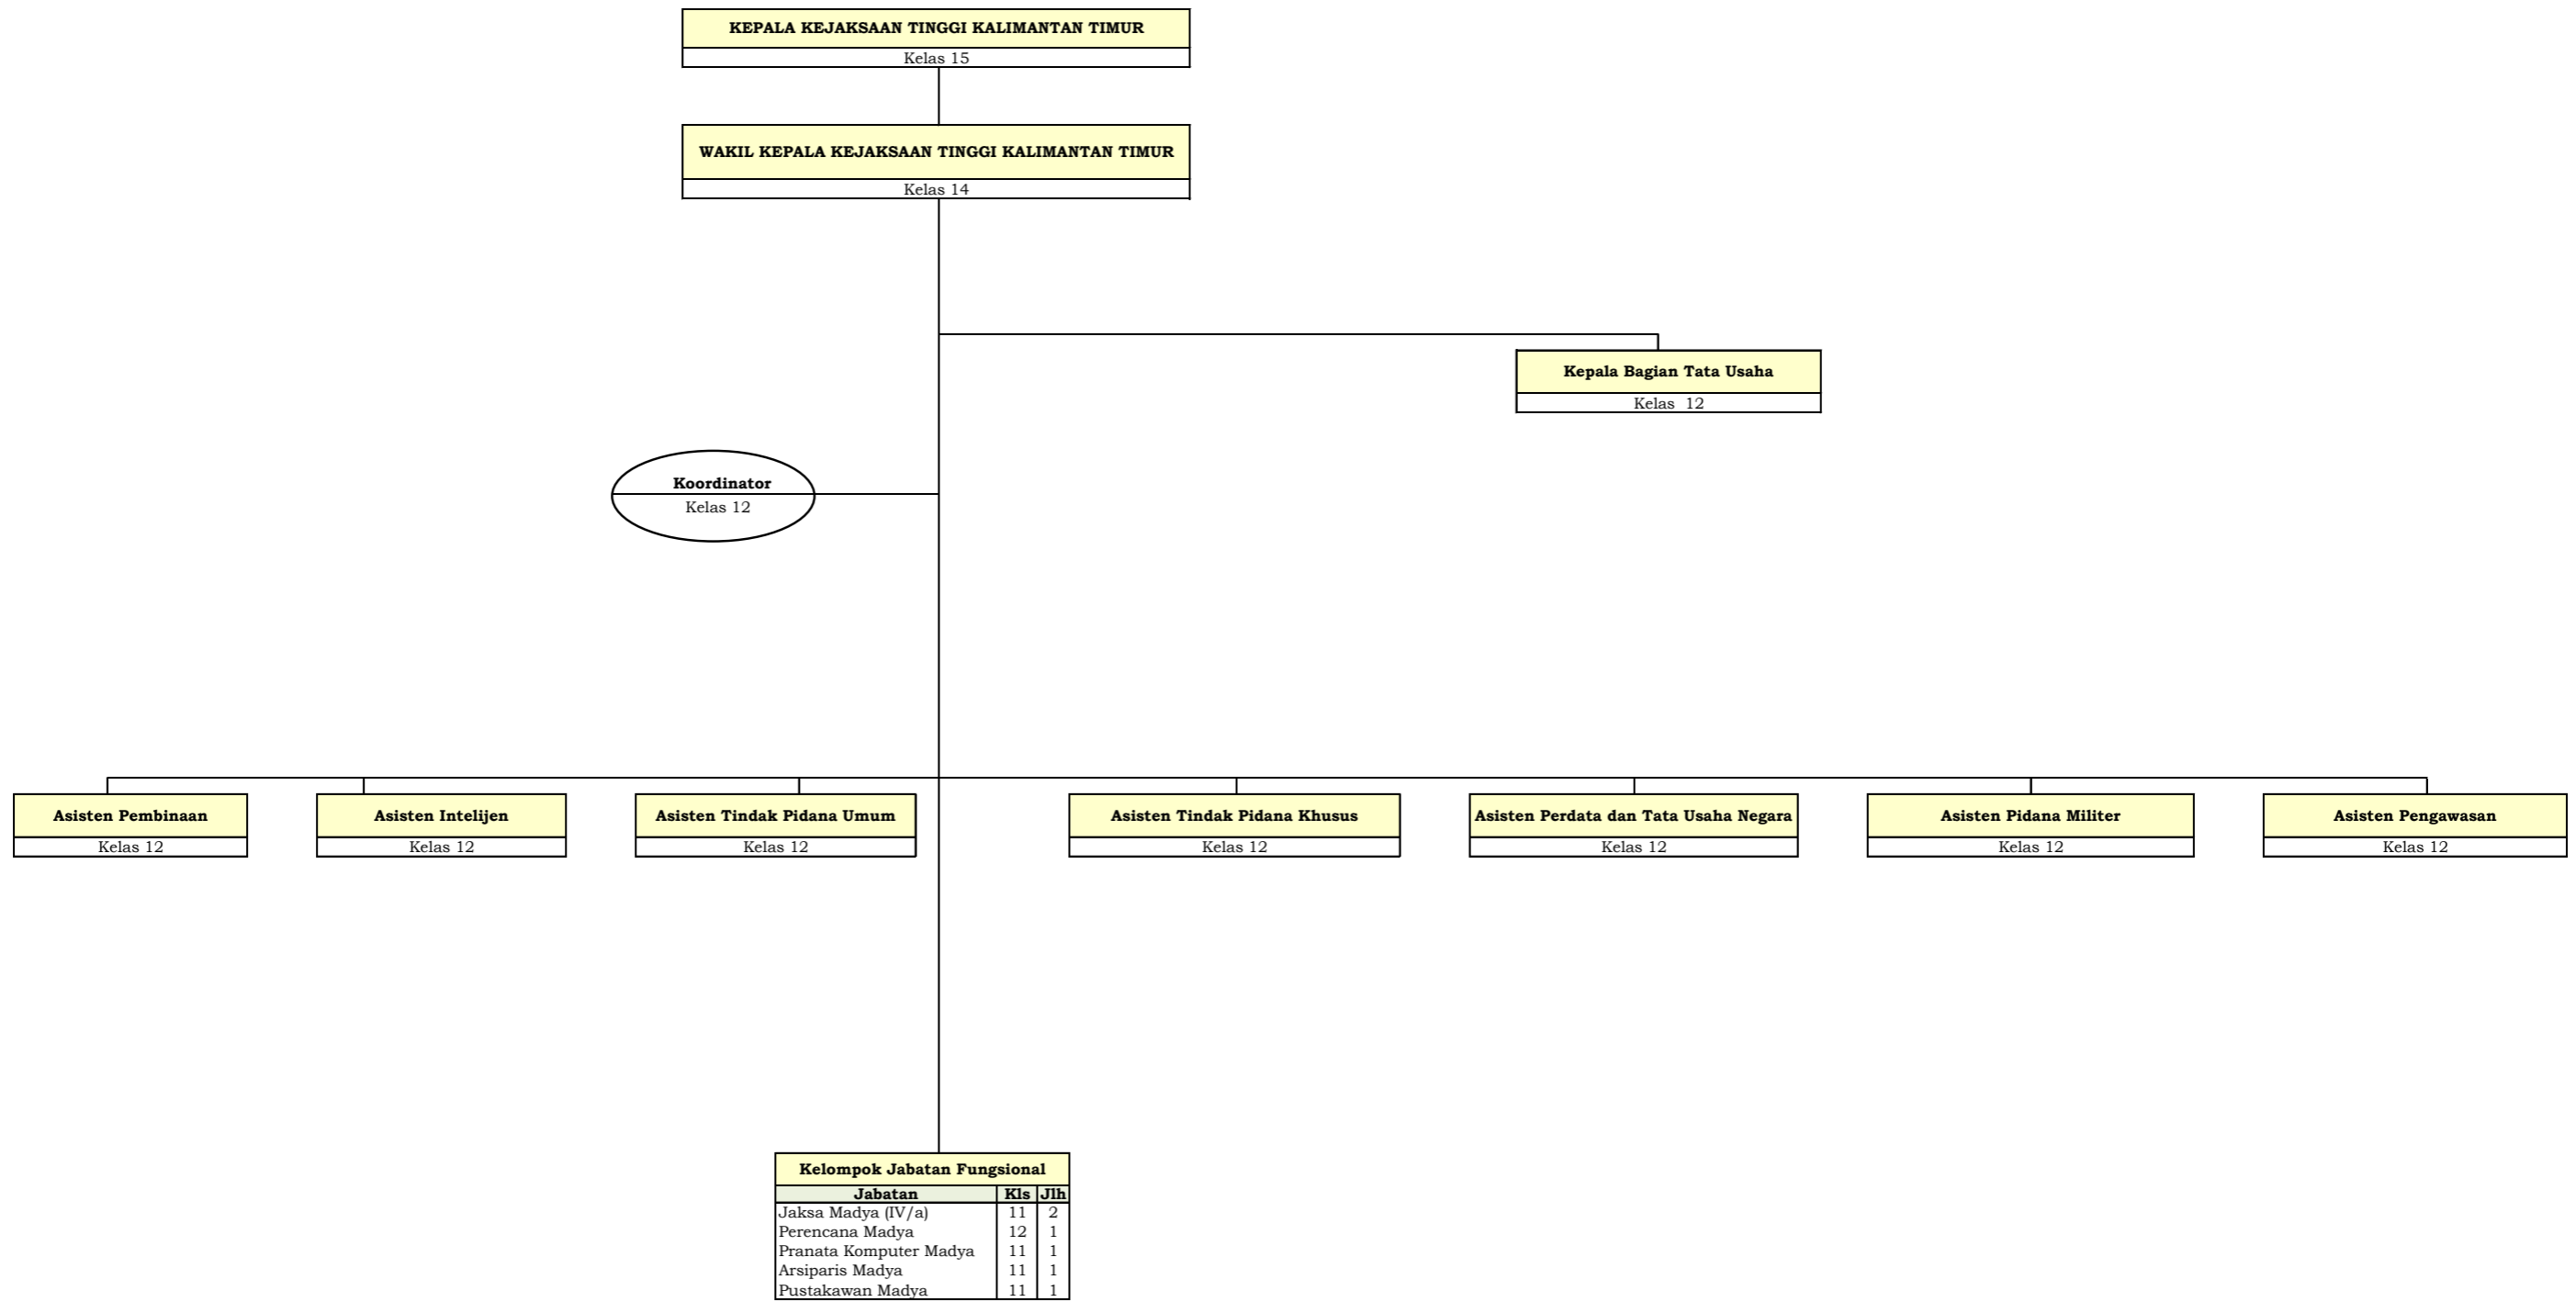 KEPALA KEJAKSAAN TINGGI KALIMANTAN TIMUR
Kelas 15
WAKIL KEPALA KEJAKSAAN TINGGI KALIMANTAN TIMUR
Kelas 14
Kepala Bagian Tata Usaha
Kelas 12
Koordinator
Kelas 12
Asisten Pembinaan
Kelas 12
Asisten Intelijen
Kelas 12
Asisten Tindak Pidana Umum
Kelas 12
Asisten Tindak Pidana Khusus
Kelas 12
Asisten Perdata dan Tata Usaha Negara
Kelas 12
Asisten Pidana Militer
Kelas 12
Asisten Pengawasan
Kelas 12
Kelompok Jabatan Fungsional
Jabatan Kls Jlh
Jaksa Madya (IV/a) 11 2
Perencana Madya 12 1
Pranata Komputer Madya 11 1
Arsiparis Madya 11 1
Pustakawan Madya 11 1